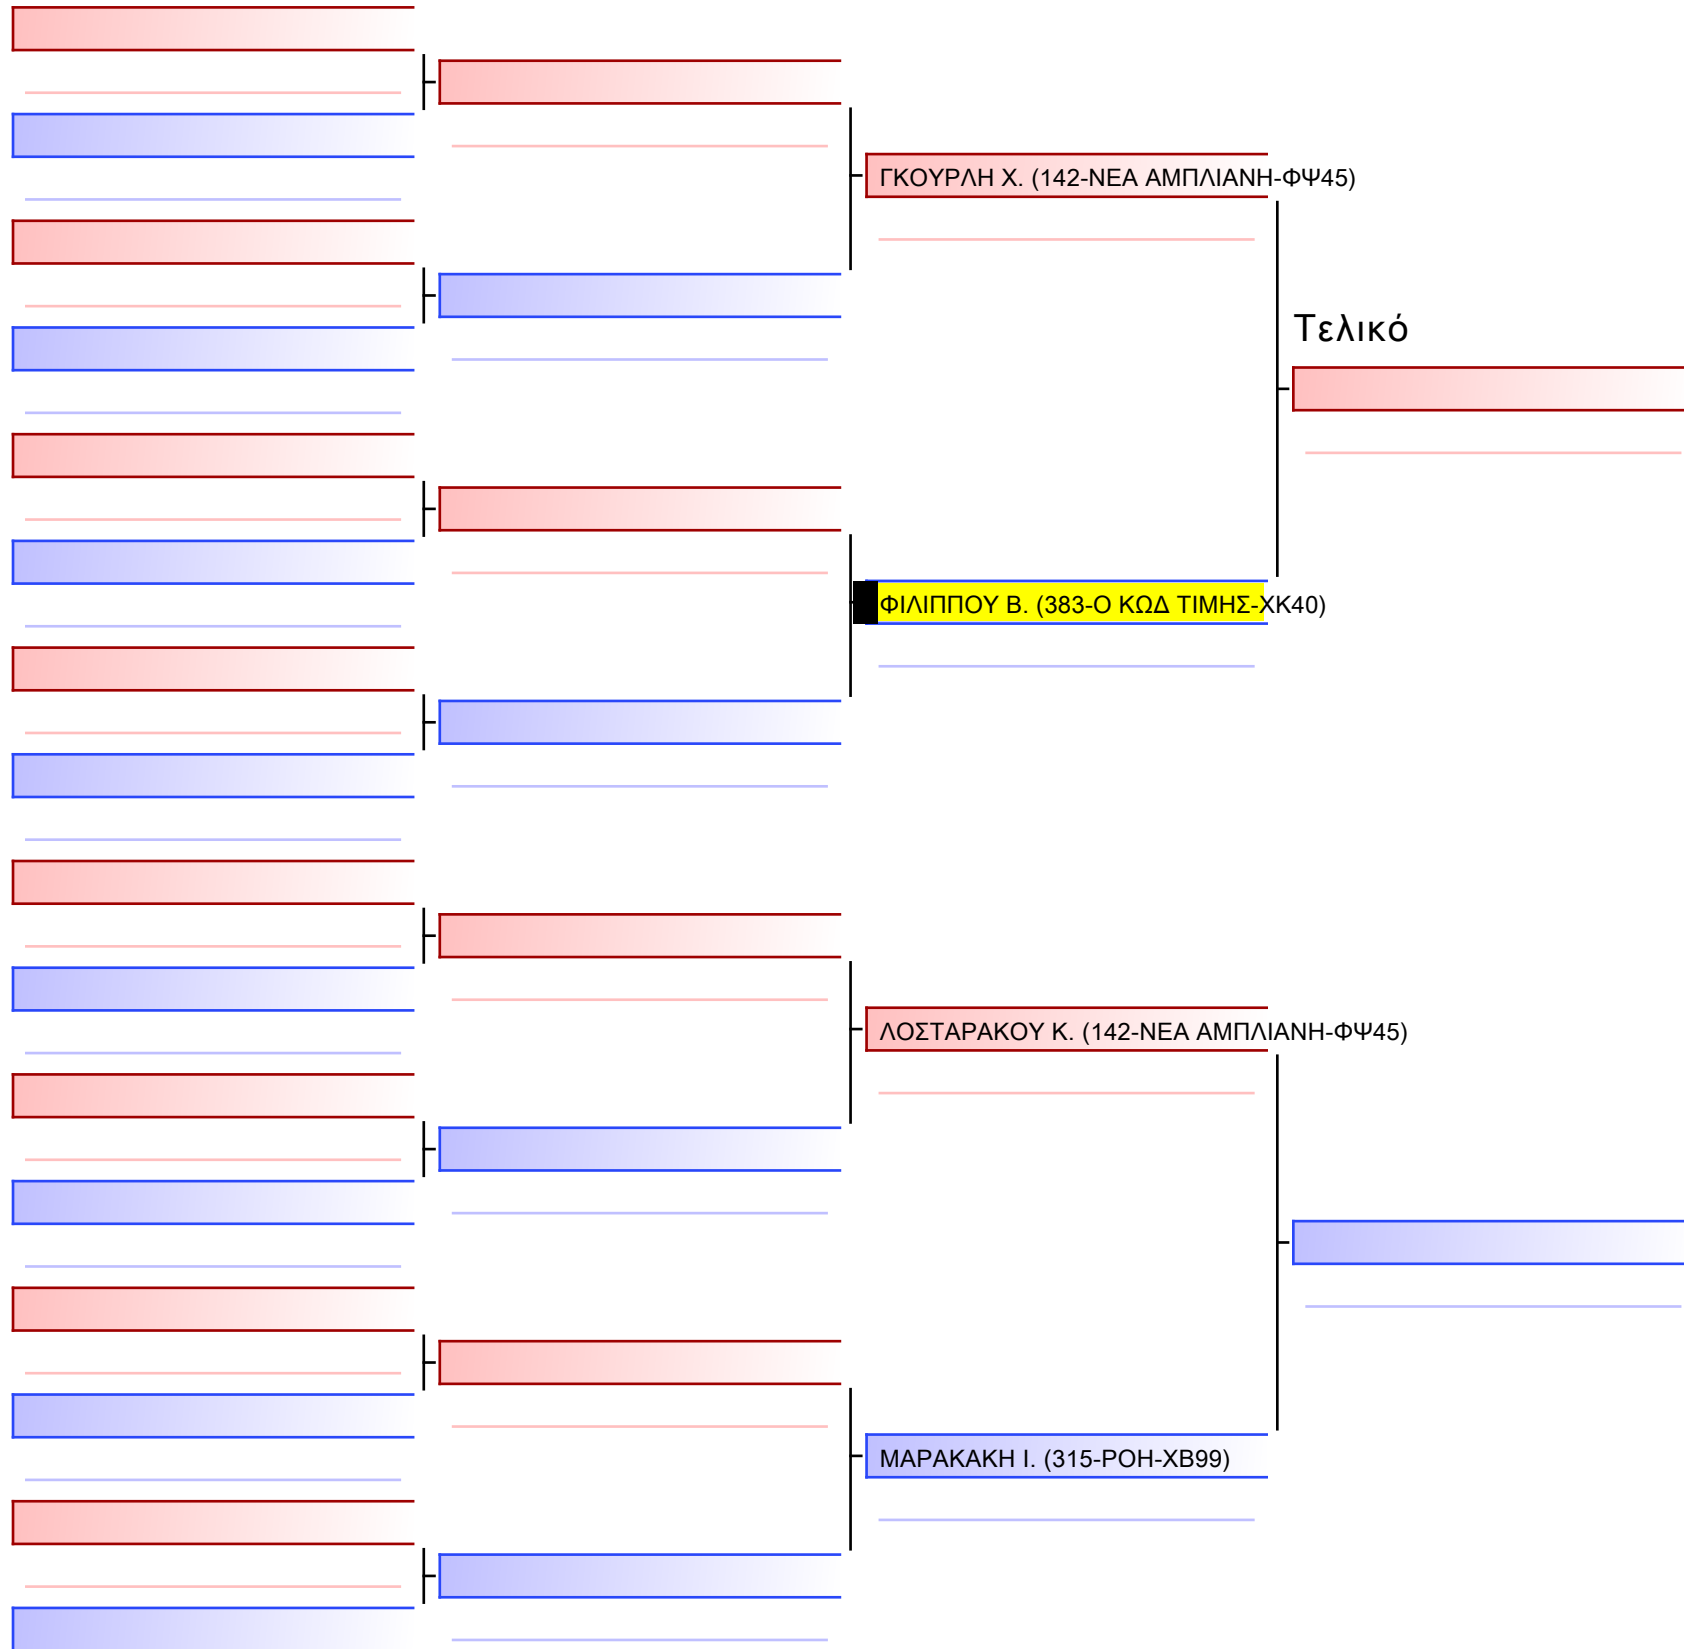 ΓΚΟΥΡΛΗ Χ. (142-ΝΕΑ ΑΜΠΛΙΑΝΗ-ΦΨ45)
Τελικό
ΦΙΛΙΠΠΟΥ Β. (383-Ο ΚΩΔ ΤΙΜΗΣ-ΧΚ40)
ΛΟΣΤΑΡΑΚΟΥ Κ. (142-ΝΕΑ ΑΜΠΛΙΑΝΗ-ΦΨ45)
ΜΑΡΑΚΑΚΗ Ι. (315-ΡΟΗ-ΧΒ99)